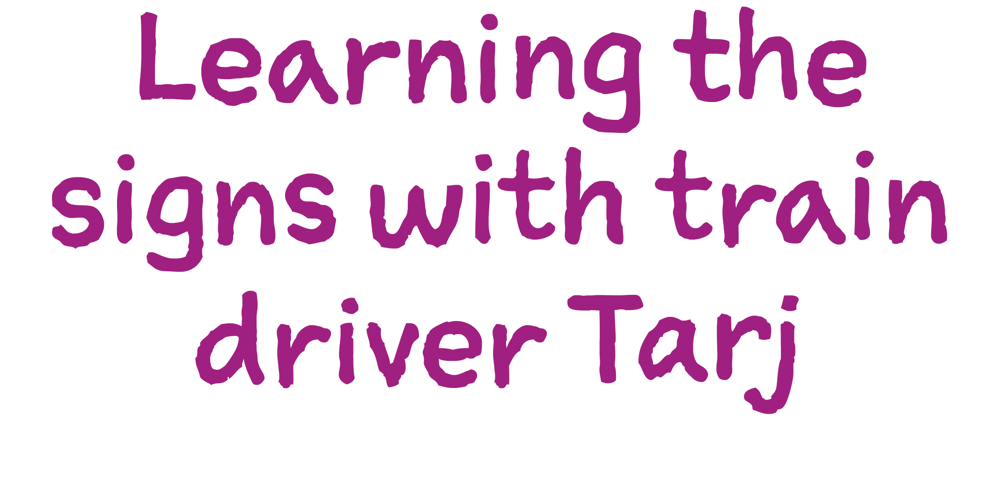 Learning the
signs with train
driver Tarj